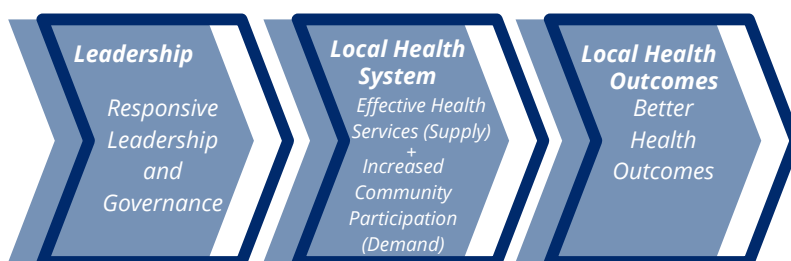 Leadership
Responsive
Leadership
and
Governance
Local Health
System
Effective Health
Services (Supply)
+
Increased
Community
Participation
(Demand)
Local Health
Outcomes
Better
Health
Outcomes